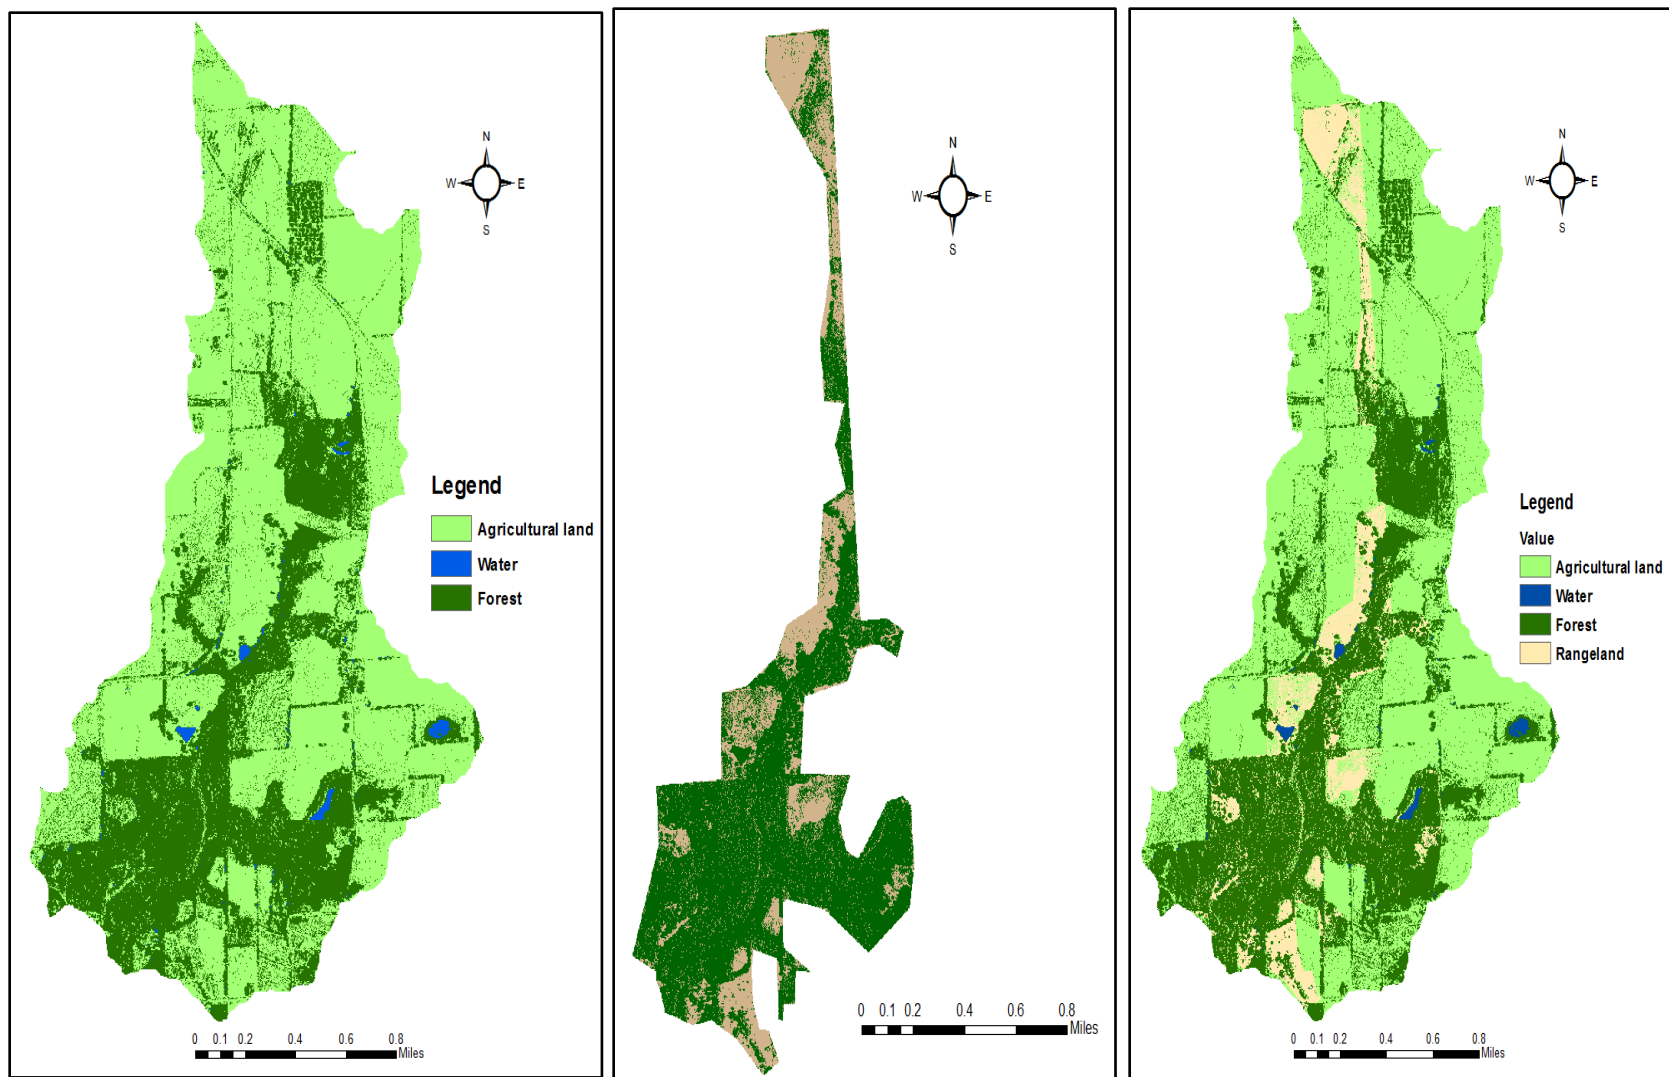 N
W E
S
Legend
Agricultural land
Water
Forest
0 0.1 0.2 0.4 0.6 0.8
Miles
N
W E
S
0 0.1 0.2 0.4 0.6 0.8
Miles
N
W E
S
Legend
Value
Agricultural land
Water
Forest
Rangeland
0 0.1 0.2 0.4 0.6 0.8
Miles